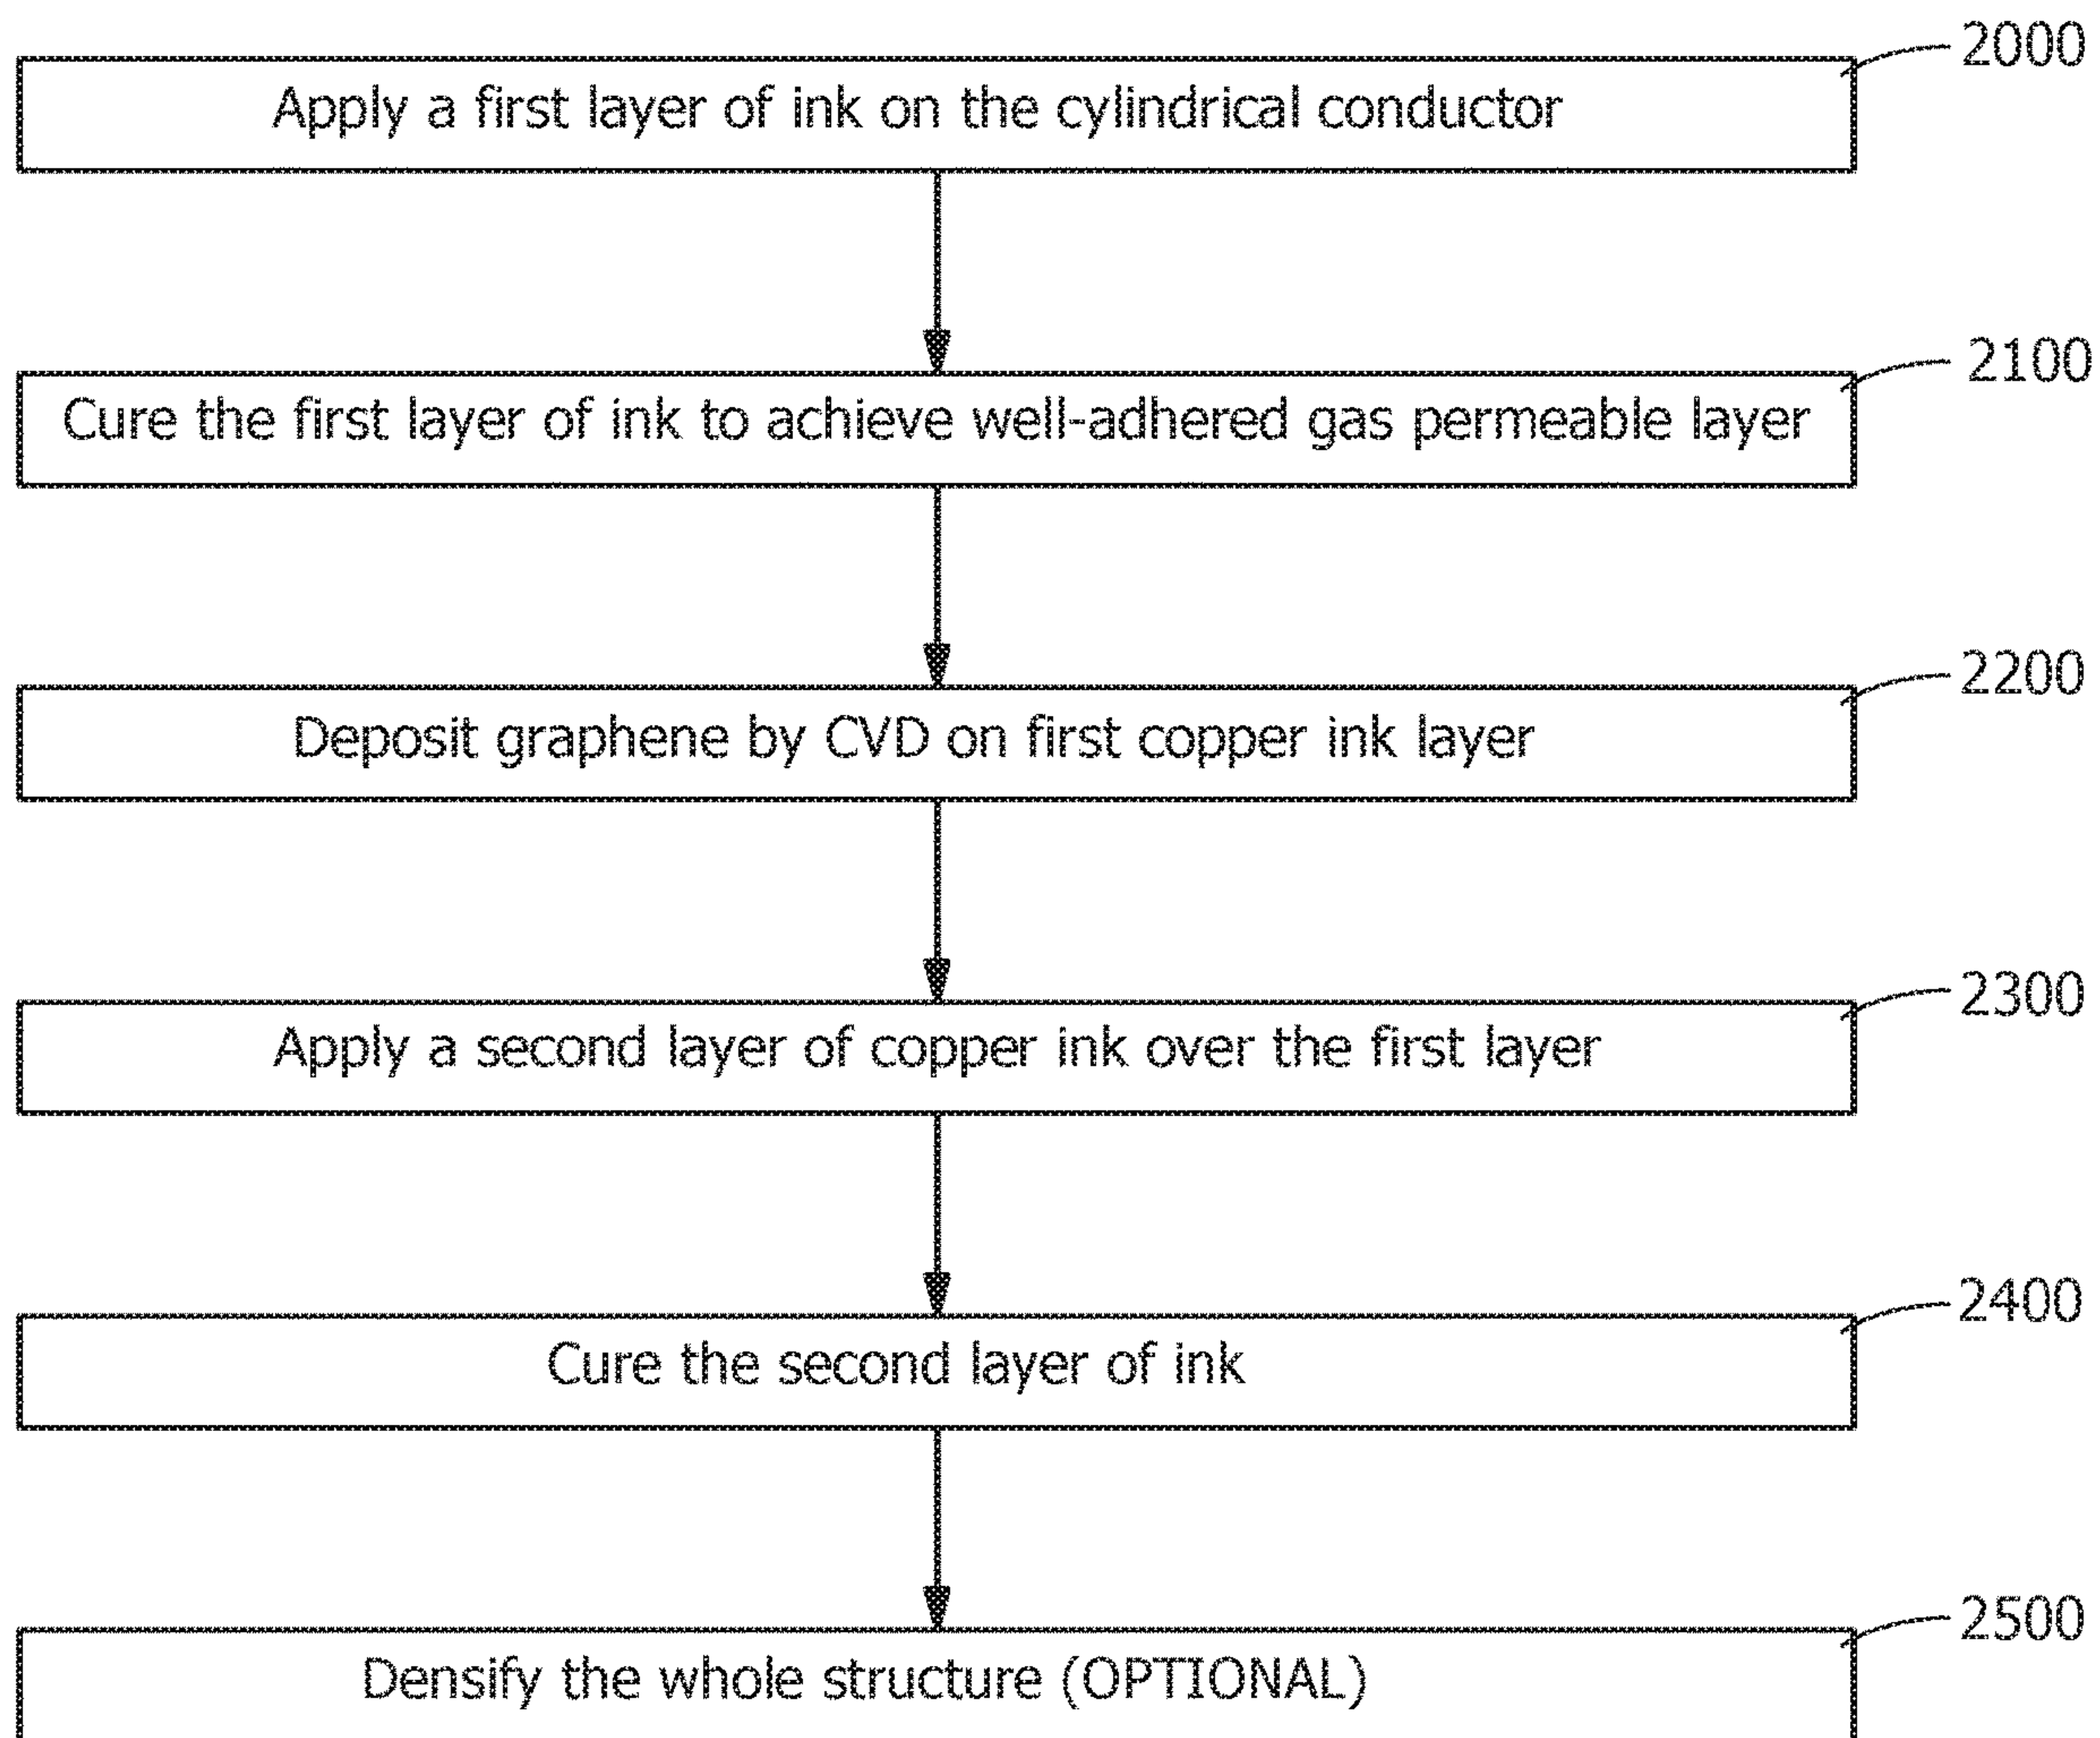 2000
Apply a first layer of ink on the cylindrical conductor
2100
Cure the first layer of ink to achieve well-adhered gas permeable layer
2200
Deposit graphene by CVD on first copper ink layer
2300
Apply a second layer of copper ink over the first layer
2400
Cure the second layer of ink
2500
Densify the whole structure (OPTIONAL)